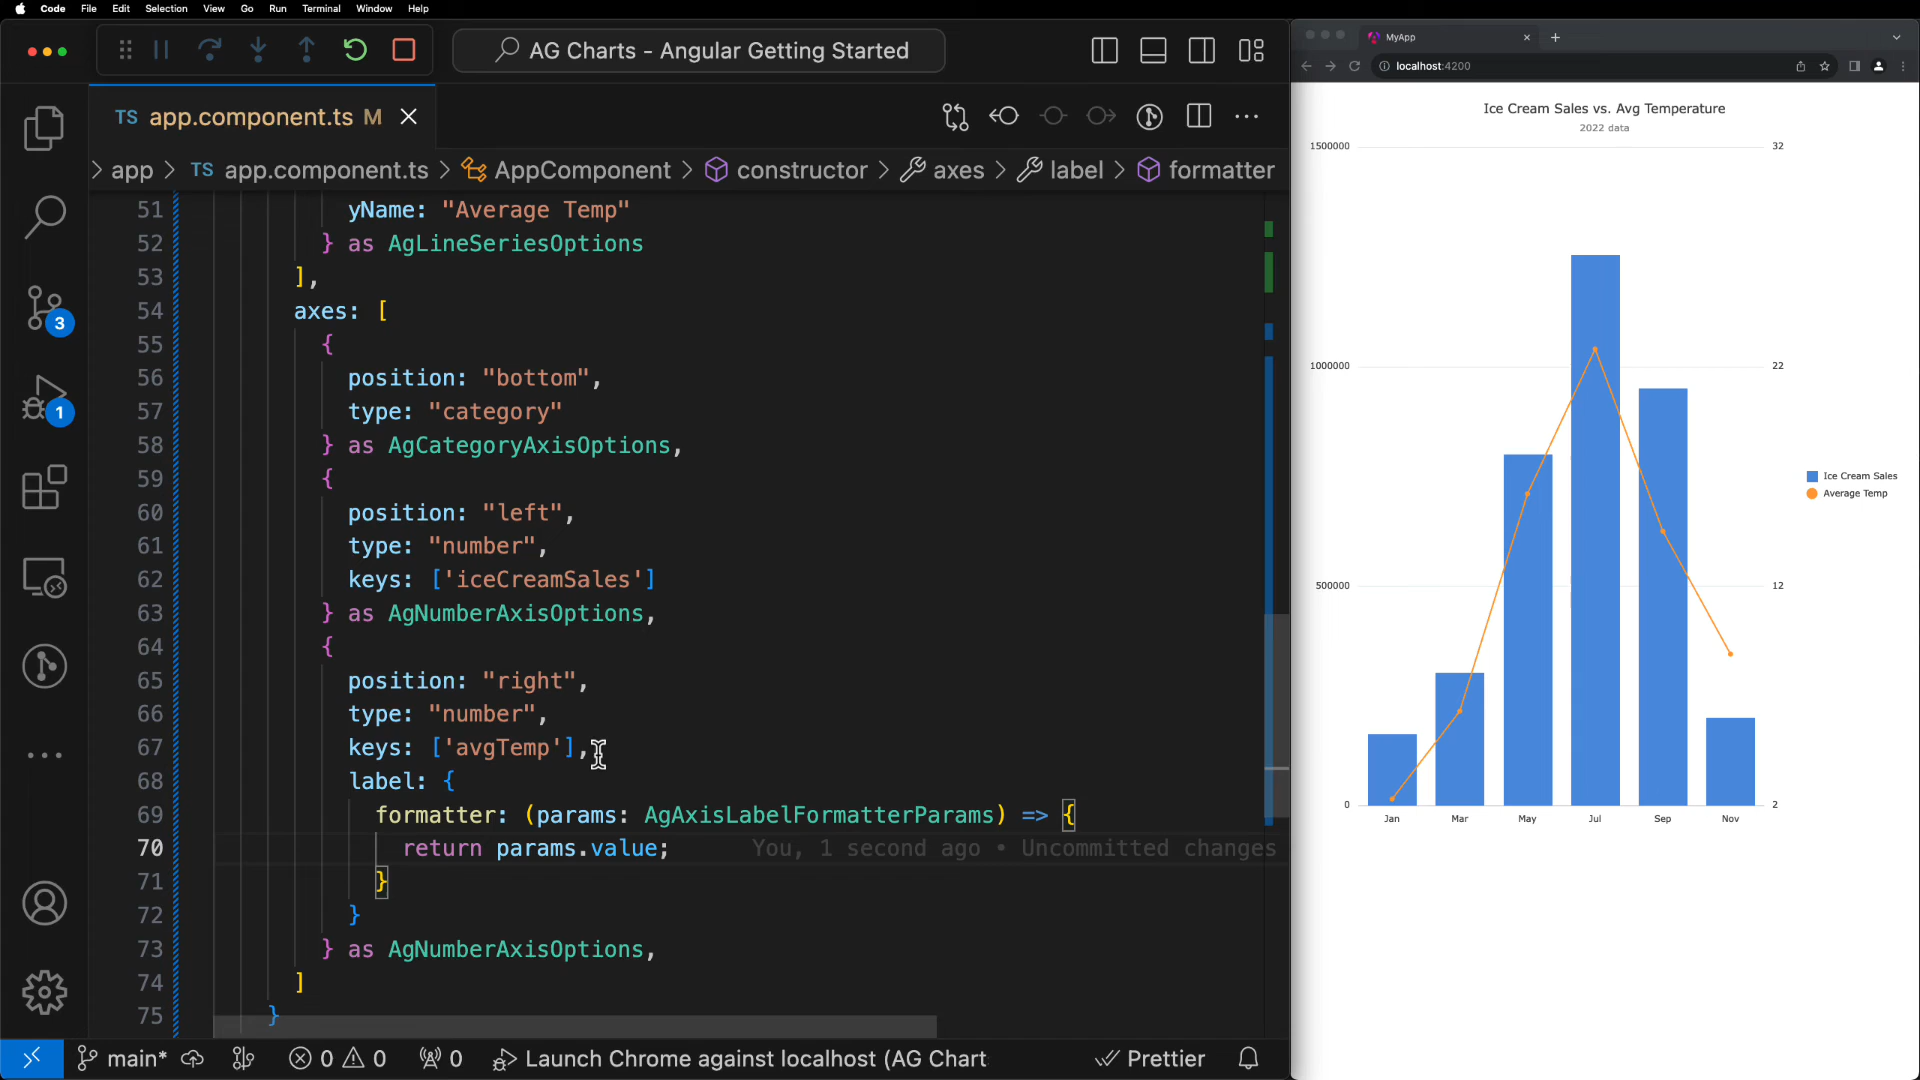 Code File Edit Selection View Go Run Terminal Window Help
AG Charts - Angular Getting Started
TS app.component.ts M
app > TS app.component.ts > AppComponent > constructor > axes > label > formatter
51 yName: "Average Temp"
52 } as AgLineSeriesOptions
53 ],
54 axes: [
55 {
56 position: "bottom",
57 type: "category"
58 } as AgCategoryAxisOptions,
59 {
60 position: "left",
61 type: "number",
62 keys: ['iceCreamSales']
63 } as AgNumberAxisOptions,
64 {
65 position: "right",
66 type: "number",
67 keys: ['avgTemp'],
68 label: {
69 formatter: (params: AgAxisLabelFormatterParams) => {
70 return params.value; You, 1 second ago • Uncommitted changes
71 }
72 }
73 } as AgNumberAxisOptions,
74 ]
75 }
3
1
main* 0 0 0 Launch Chrome against localhost (AG Chart Prettier
MyApp
localhost:4200
Ice Cream Sales vs. Avg Temperature
2022 data
1500000 32
1000000 22
Ice Cream Sales
Average Temp
500000 12
0 2
Jan Mar May Jul Sep Nov